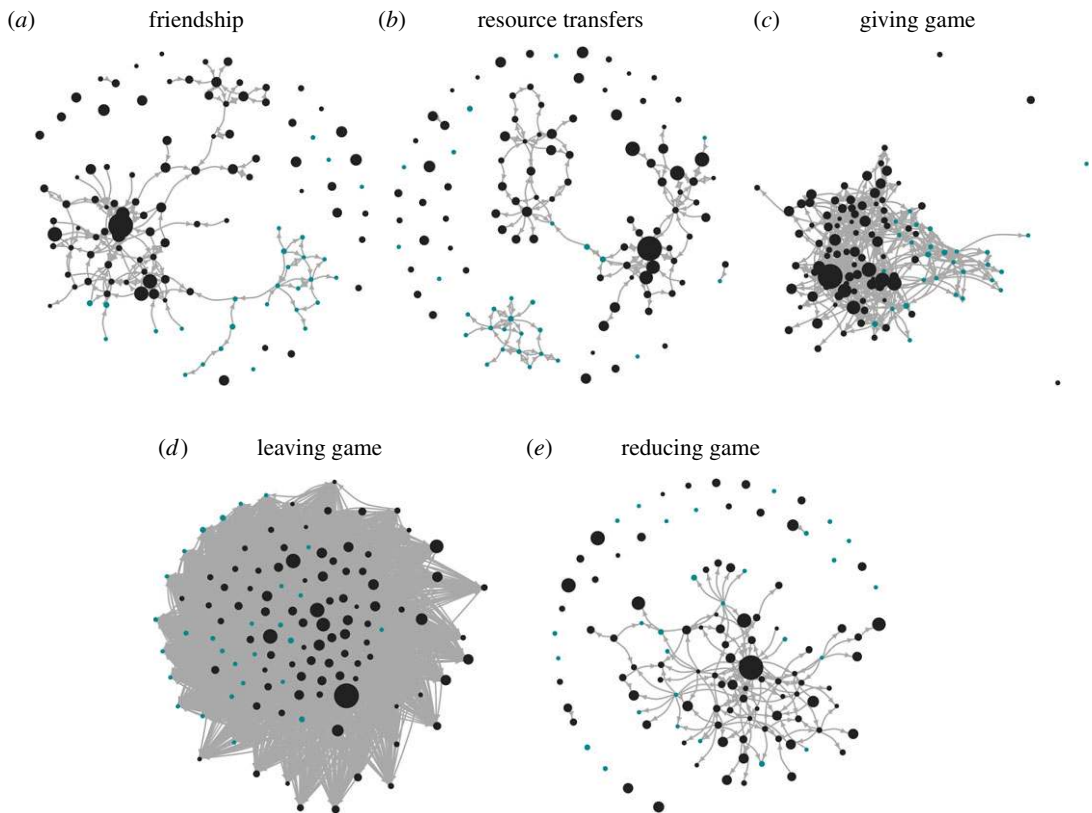 (a) friendship
(b) resource transfers
(c) giving game
(d) leaving game
(e) reducing game